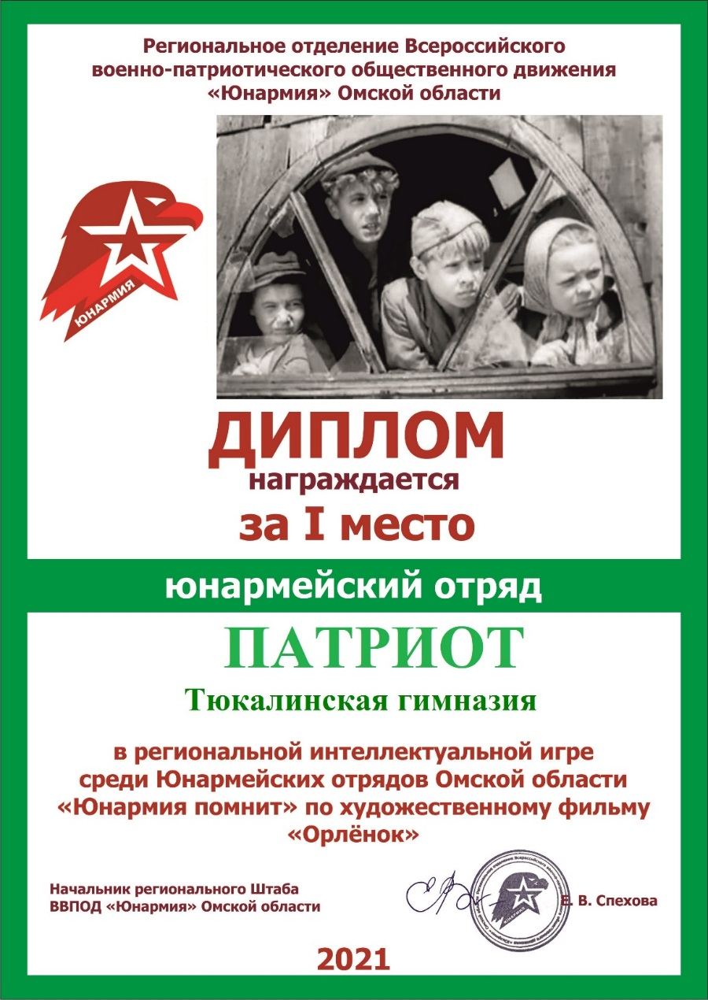 Региональное отделение Всероссийского
военно-патриотического общественного движения
«Юнармия» Омской области
ЮНАРМИЯ
ДИПЛОМ
награждается
за I место
юнармейский отряд
ПАТРИОТ
Тюкалинская гимназия
в региональной интеллектуальной игре
среди Юнармейских отрядов Омской области
«Юнармия помнит» по художественному фильму
«Орлёнок»
Начальник регионального Штаба
ВВПОД «Юнармия» Омской области
Е. В. Спехова
ЮНАРМИЯ
2021